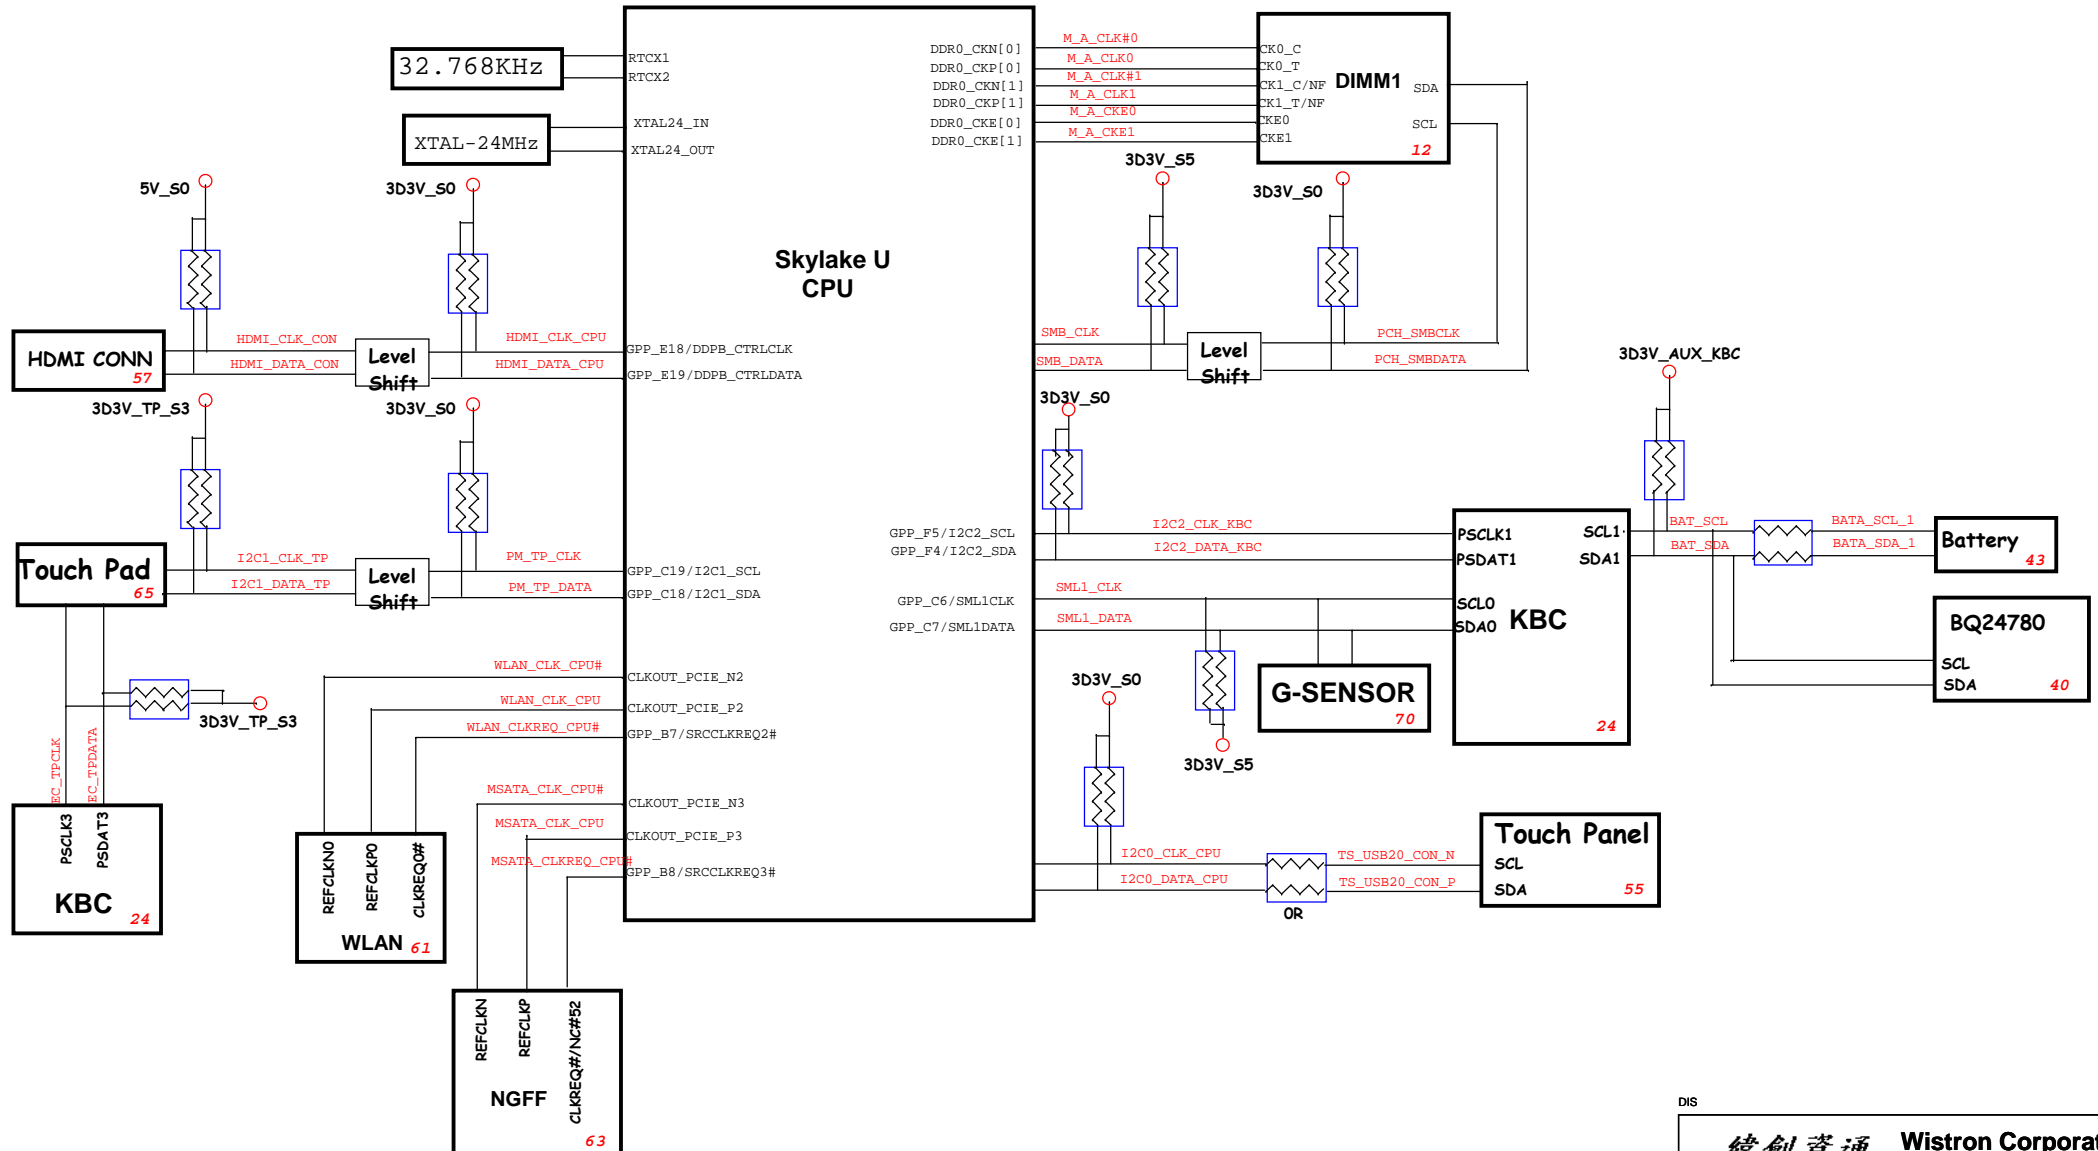 32.768KHz
RTCX1
RTCX2
XTAL-24MHz
XTAL24_IN
XTAL24_OUT
DDR0_CKN[0]
DDR0_CKP[0]
DDR0_CKN[1]
DDR0_CKP[1]
DDR0_CKE[0]
DDR0_CKE[1]
M_A_CLK#0
M_A_CLK0
M_A_CLK#1
M_A_CLK1
M_A_CKE0
M_A_CKE1
CK0_C
CK0_T
CK1_C/NF
CK1_T/NF
CKE0
CKE1
DIMM1
SDA
SCL
12
5V_S0
3D3V_S0
3D3V_S5
3D3V_S0
Skylake U
CPU
HDMI CONN
57
HDMI_CLK_CON
HDMI_DATA_CON
Level
Shift
HDMI_CLK_CPU
HDMI_DATA_CPU
GPP_E18/DDPB_CTRLCLK
GPP_E19/DDPB_CTRLDATA
SMB_CLK
SMB_DATA
Level
Shift
PCH_SMBCLK
PCH_SMBDATA
3D3V_TP_S3
3D3V_S0
3D3V_S0
3D3V_AUX_KBC
Touch Pad
65
I2C1_CLK_TP
I2C1_DATA_TP
Level
Shift
PM_TP_CLK
PM_TP_DATA
GPP_C19/I2C1_SCL
GPP_C18/I2C1_SDA
GPP_F5/I2C2_SCL
GPP_F4/I2C2_SDA
I2C2_CLK_KBC
I2C2_DATA_KBC
GPP_C6/SML1CLK
GPP_C7/SML1DATA
SML1_CLK
SML1_DATA
PSCLK1
PSDAT1
SCL0
SDA0
KBC
SCL1
SDA1
24
BAT_SCL
BAT_SDA
BATA_SCL_1
BATA_SDA_1
Battery
43
BQ24780
SCL
SDA
40
G-SENSOR
70
3D3V_S5
3D3V_TP_S3
EC_TPCLK
EC_TPDATA
PSCLK3
PSDAT3
KBC
24
WLAN_CLK_CPU#
WLAN_CLK_CPU
WLAN_CLKREQ_CPU#
CLKOUT_PCIE_N2
CLKOUT_PCIE_P2
GPP_B7/SRCCLKREQ2#
MSATA_CLK_CPU#
MSATA_CLK_CPU
MSATA_CLKREQ_CPU#
CLKOUT_PCIE_N3
CLKOUT_PCIE_P3
GPP_B8/SRCCLKREQ3#
REFCLKN0
REFCLKP0
CLKREQ0#
WLAN
61
REFCLKN
REFCLKP
CLKREQ#/NC#52
NGFF
63
3D3V_S0
I2C0_CLK_CPU
I2C0_DATA_CPU
0R
TS_USB20_CON_N
TS_USB20_CON_P
Touch Panel
SCL
SDA
55
DIS
緯創資通 Wistron Corporat